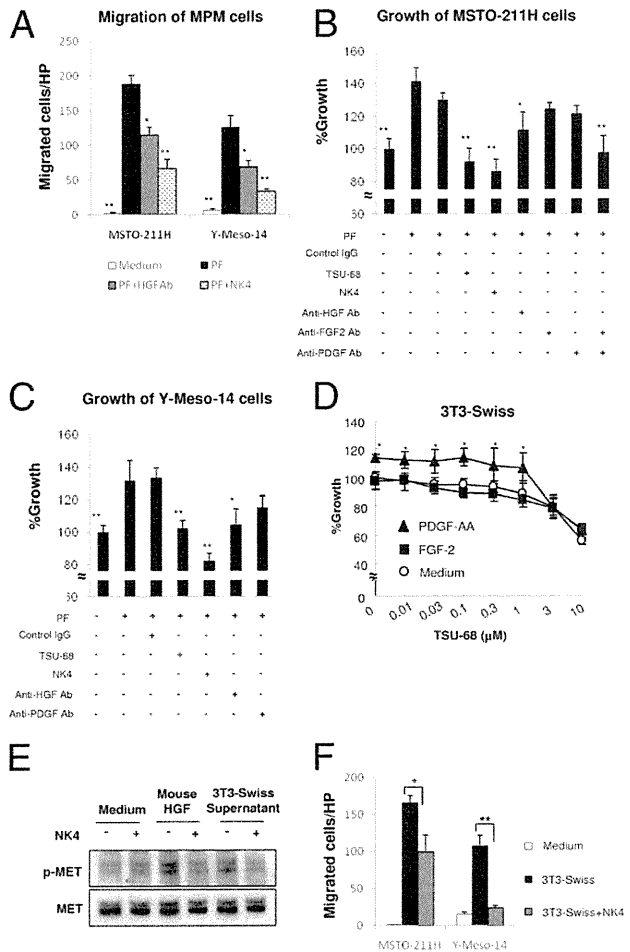 A
Migration of MPM cells
Migrated cells/HP
250
200
150
100
50
0
** * ** ** * **
MSTO-211H Y-Meso-14
Medium PF
PF+HGFAb PF+NK4
B
Growth of MSTO-211H cells
%Growth
160
140
120
100
80
≈
** ** ** * **
PF - + + + + + + + +
Control IgG - - + - - - - - -
TSU-68 - - - + - - - - -
NK4 - - - - + - - - -
Anti-HGF Ab - - - - - + - - -
Anti-FGF2 Ab - - - - - - + - +
Anti-PDGF Ab - - - - - - - + +
C
Growth of Y-Meso-14 cells
%Growth
160
140
120
100
80
≈
** ** ** *
PF - + + + + + +
Control IgG - - + - - - -
TSU-68 - - - + - - -
NK4 - - - - + - -
Anti-HGF Ab - - - - - + -
Anti-PDGF Ab - - - - - - +
D
3T3-Swiss
%Growth
140
120
100
80
60
40
≈
0
* * * * * *
PDGF-AA
FGF-2
Medium
0 0.01 0.03 0.1 0.3 1 3 10
TSU-68 (μM)
E
Medium Mouse HGF 3T3-Swiss Supernatant
NK4 - + - + - +
p-MET
MET
F
Migrated cells/HP
200
150
100
50
0
* **
MSTO-211H Y-Meso-14
Medium
3T3-Swiss
3T3-Swiss+NK4